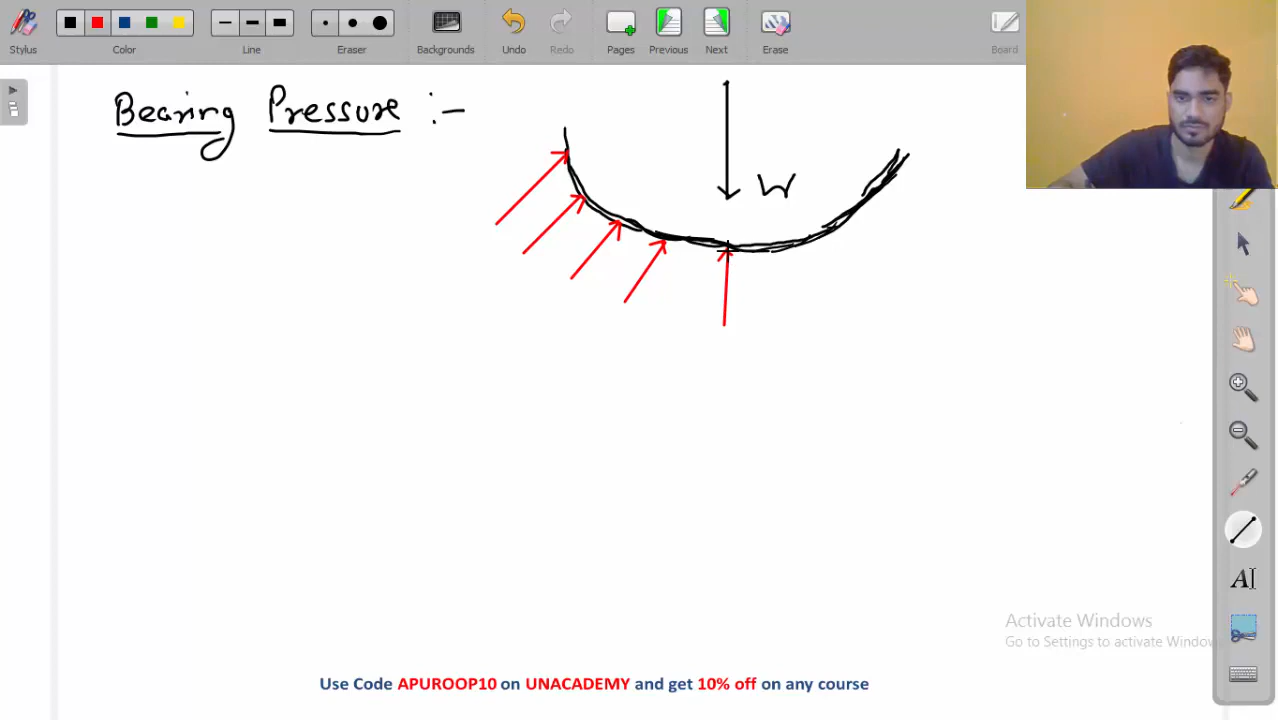 Stylus
Color
Line
Eraser
Backgrounds
Undo
Redo
Pages
Previous
Next
Erase
Board
Bearing Pressure :-
W
Activate Windows
Go to Settings to activate Windows
Use Code APUROOP10 on UNACADEMY and get 10% off on any course